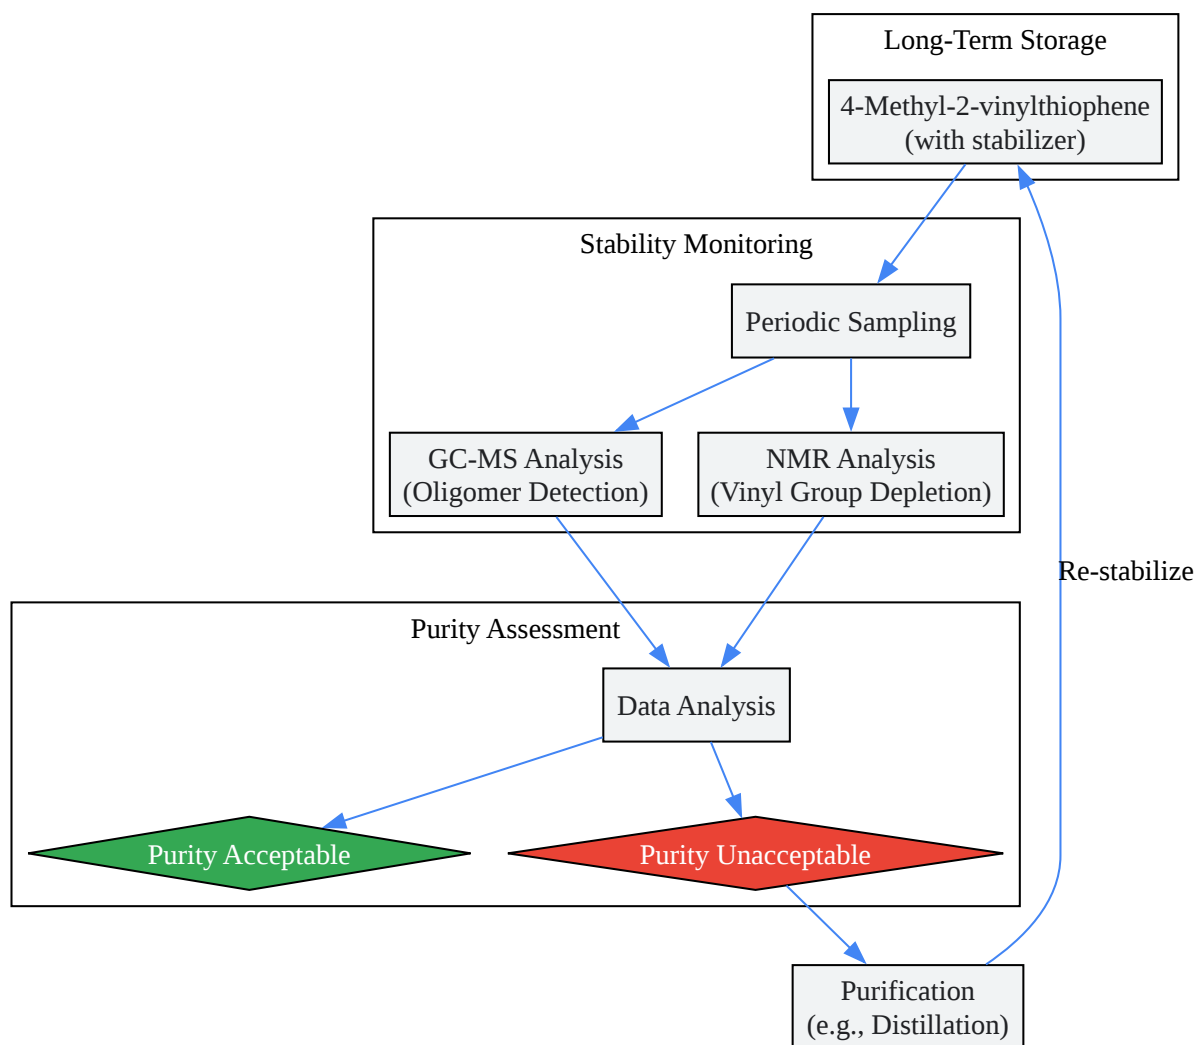 Long-Term Storage
4-Methyl-2-vinylthiophene
(with stabilizer)
Stability Monitoring
Periodic Sampling
GC-MS Analysis
(Oligomer Detection)
NMR Analysis
(Vinyl Group Depletion)
Re-stabilize
Purity Assessment
Data Analysis
Purity Acceptable
Purity Unacceptable
Purification
(e.g., Distillation)